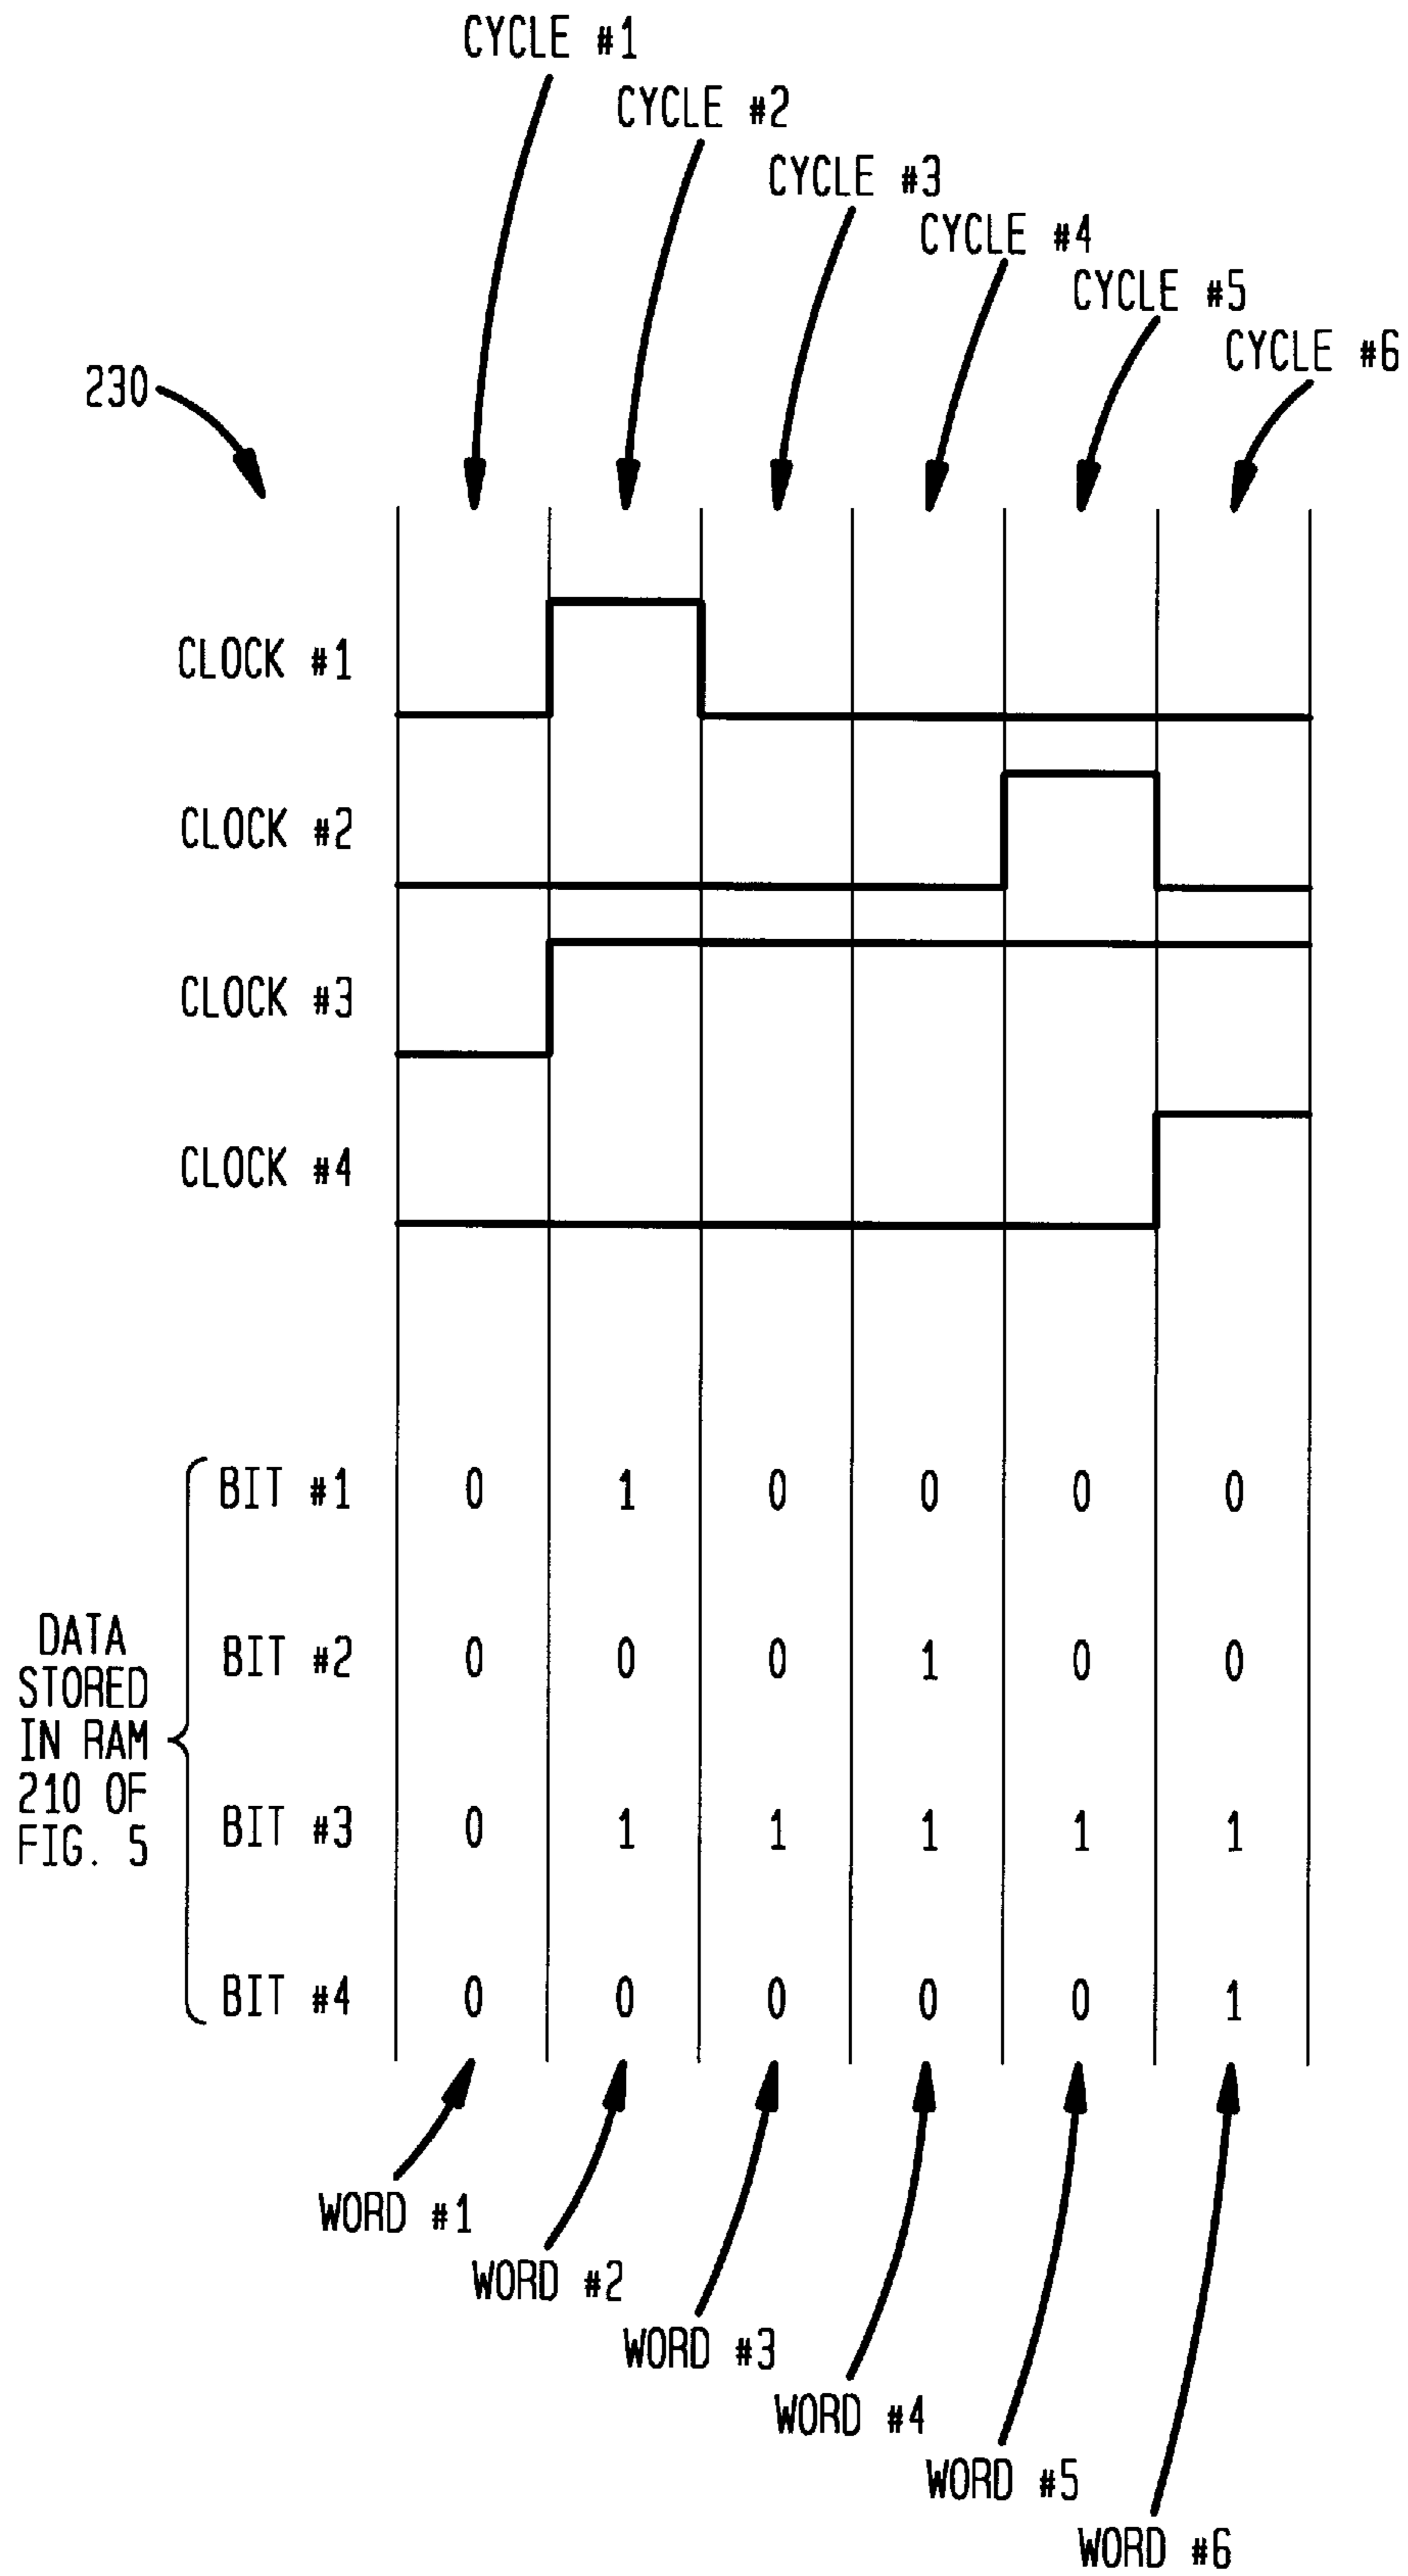 CYCLE #1
CYCLE #2
CYCLE #3
CYCLE #4
CYCLE #5
CYCLE #6
230
CLOCK #1
CLOCK #2
CLOCK #3
CLOCK #4
BIT #1 0 1 0 0 0 0
BIT #2 0 0 0 1 0 0
BIT #3 0 1 1 1 1 1
BIT #4 0 0 0 0 0 1
DATA
STORED
IN RAM
210 OF
FIG. 5
WORD #1
WORD #2
WORD #3
WORD #4
WORD #5
WORD #6